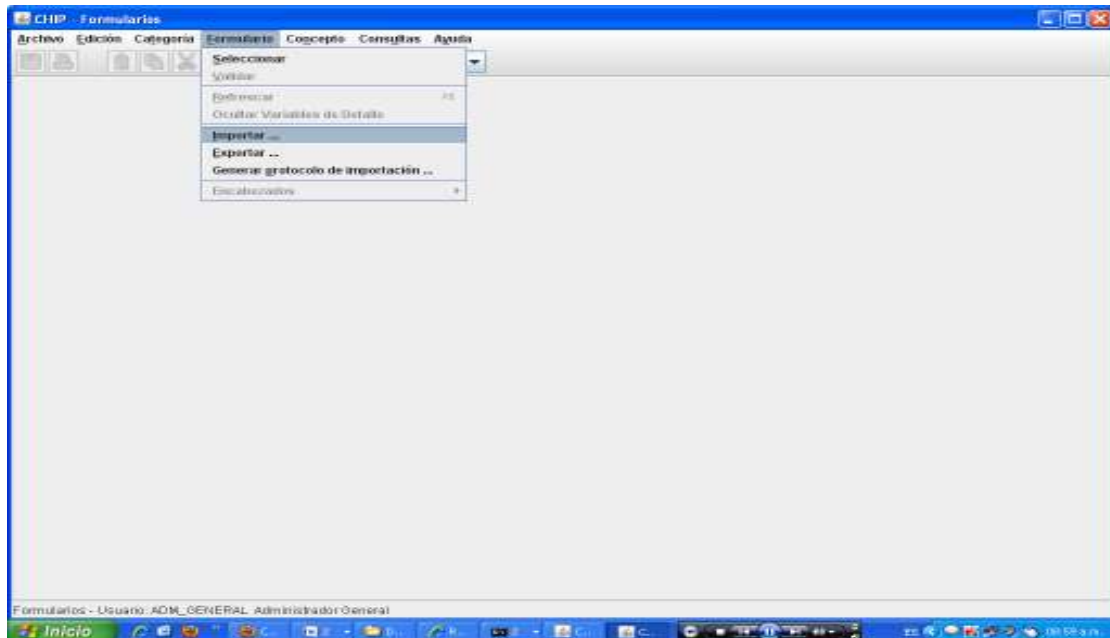 CHIP - Formularios
Archivo Edición Categoría Formulario Concepto Consultas Ayuda
Seleccionar
Validar
Refrescar F5
Ocultar Variables de Detalle
Importar ...
Exportar ...
Generar protocolo de importación ...
Encabezados
Formularios - Usuario: ADM_GENERAL Administrador General
Inicio